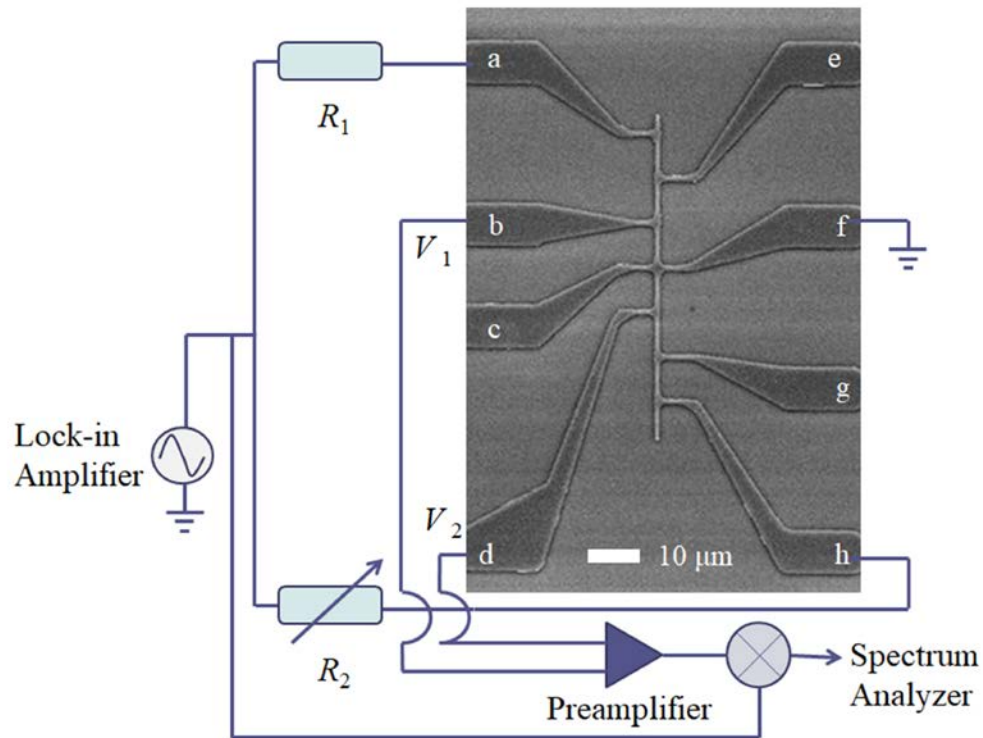 a
e
R1
b
f
V1
c
g
Lock-in
Amplifier
V2
d
10 μm
h
R2
Preamplifier
Spectrum
Analyzer